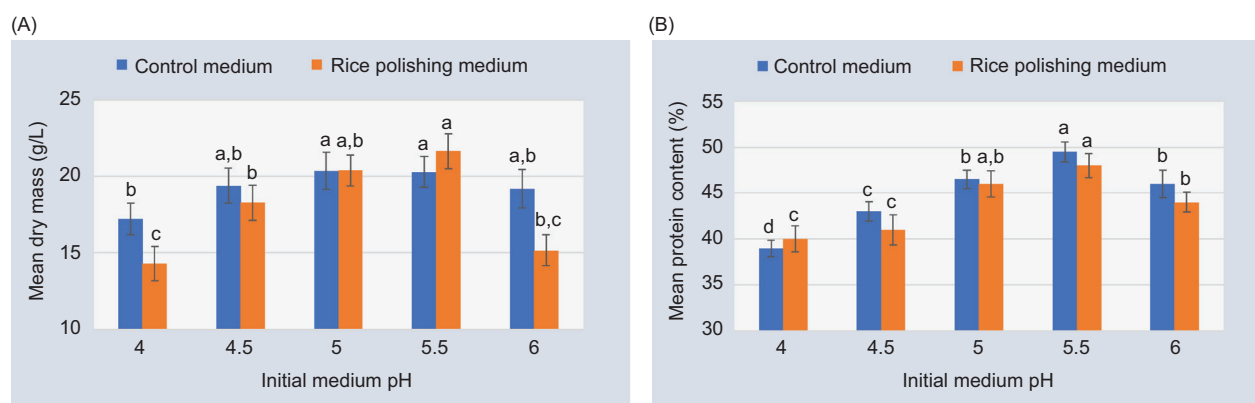 (A)
Control medium Rice polishing medium
Mean dry mass (g/L)
25
20
15
10
b
c
a,b
b
a
a,b
a
a
a,b
b,c
4 4.5 5 5.5 6
Initial medium pH
(B)
Control medium Rice polishing medium
Mean protein content (%)
55
50
45
40
35
30
d
c
c
c
b
a,b
a
a
b
b
4 4.5 5 5.5 6
Initial medium pH